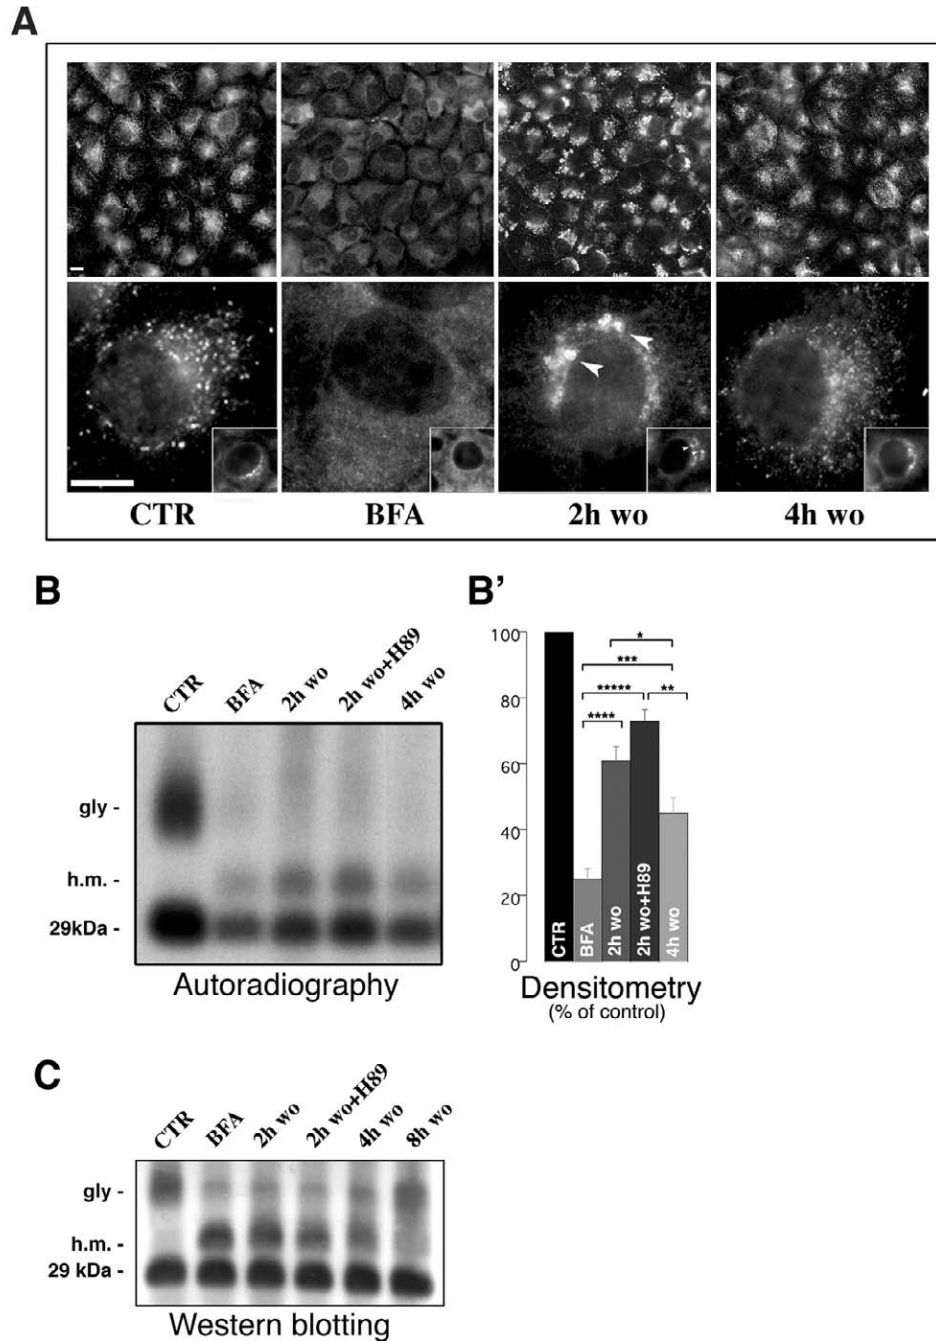 A
CTR BFA 2h wo 4h wo
B
CTR BFA 2h wo 2h wo+H89 4h wo
gly -
h.m. -
29kDa -
Autoradiography
B’
100
80
60
40
20
0
*
***
***** **
****
CTR BFA 2h wo 2h wo+H89 4h wo
Densitometry
(% of control)
C
CTR BFA 2h wo 2h wo+H89 4h wo 8h wo
gly -
h.m. -
29 kDa -
Western blotting